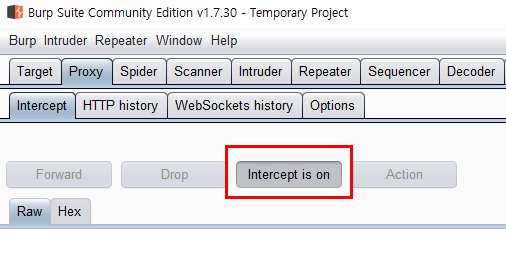 Burp Suite Community Edition v1.7.30 - Temporary Project
Burp Intruder Repeater Window Help
Target Proxy Spider Scanner Intruder Repeater Sequencer Decoder
Intercept HTTP history WebSockets history Options
Forward Drop Intercept is on Action
Raw Hex